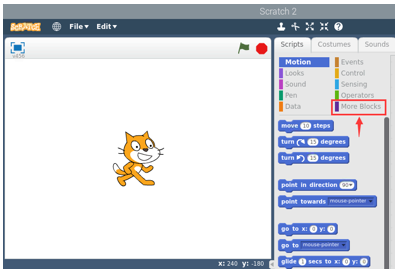 Scratch 2
SCRATCH File Edit
v456
Scripts Costumes Sounds
Motion Events
Looks Control
Sound Sensing
Pen Operators
Data More Blocks
move 10 steps
turn 15 degrees
turn 15 degrees
point in direction 90
point towards mouse-pointer
go to x: 0 y: 0
go to mouse-pointer
glide 1 secs to x: 0 y: 0
x: 240 y: -180